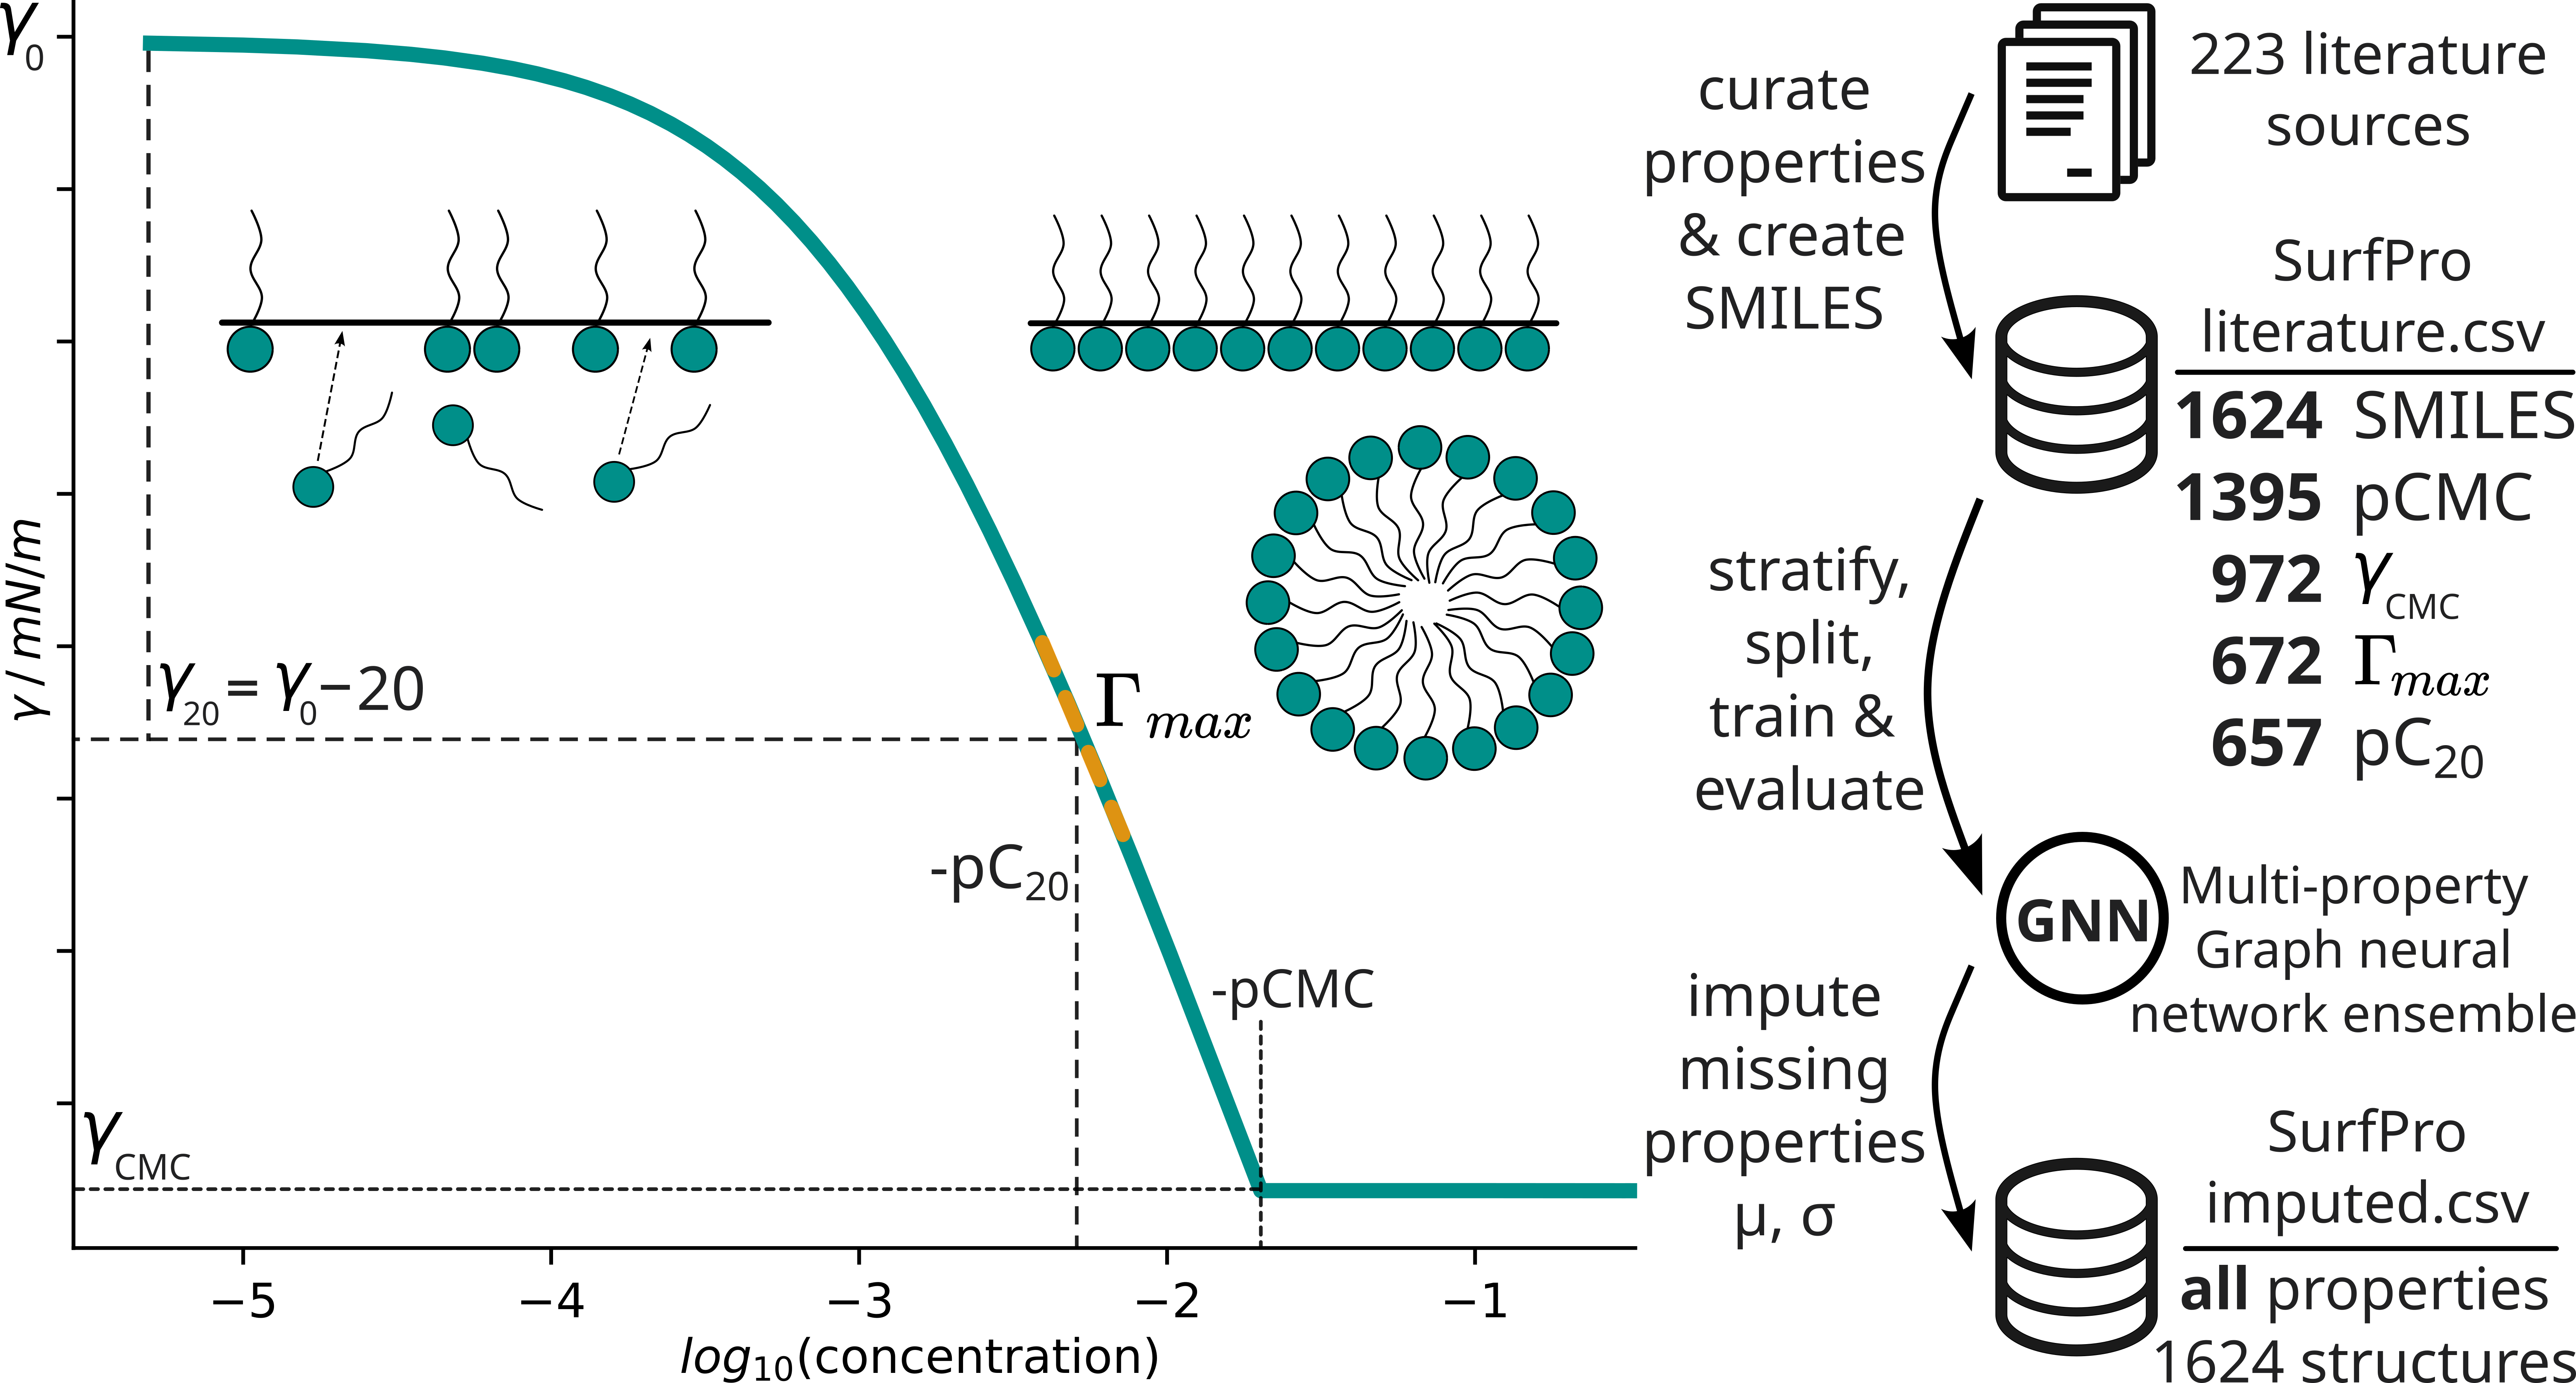 γ0
γ / mN/m
γ20 = γ0−20
Γmax
-pC20
-pCMC
γCMC
−5 −4 −3 −2 −1
log10(concentration)
curate
properties
& create
SMILES
223 literature
sources
SurfPro
literature.csv
1624 SMILES
1395 pCMC
972 γCMC
672 Γmax
657 pC20
stratify,
split,
train &
evaluate
GNN
Multi-property
Graph neural
network ensemble
impute
missing
properties
μ, σ
SurfPro
imputed.csv
all properties
1624 structures